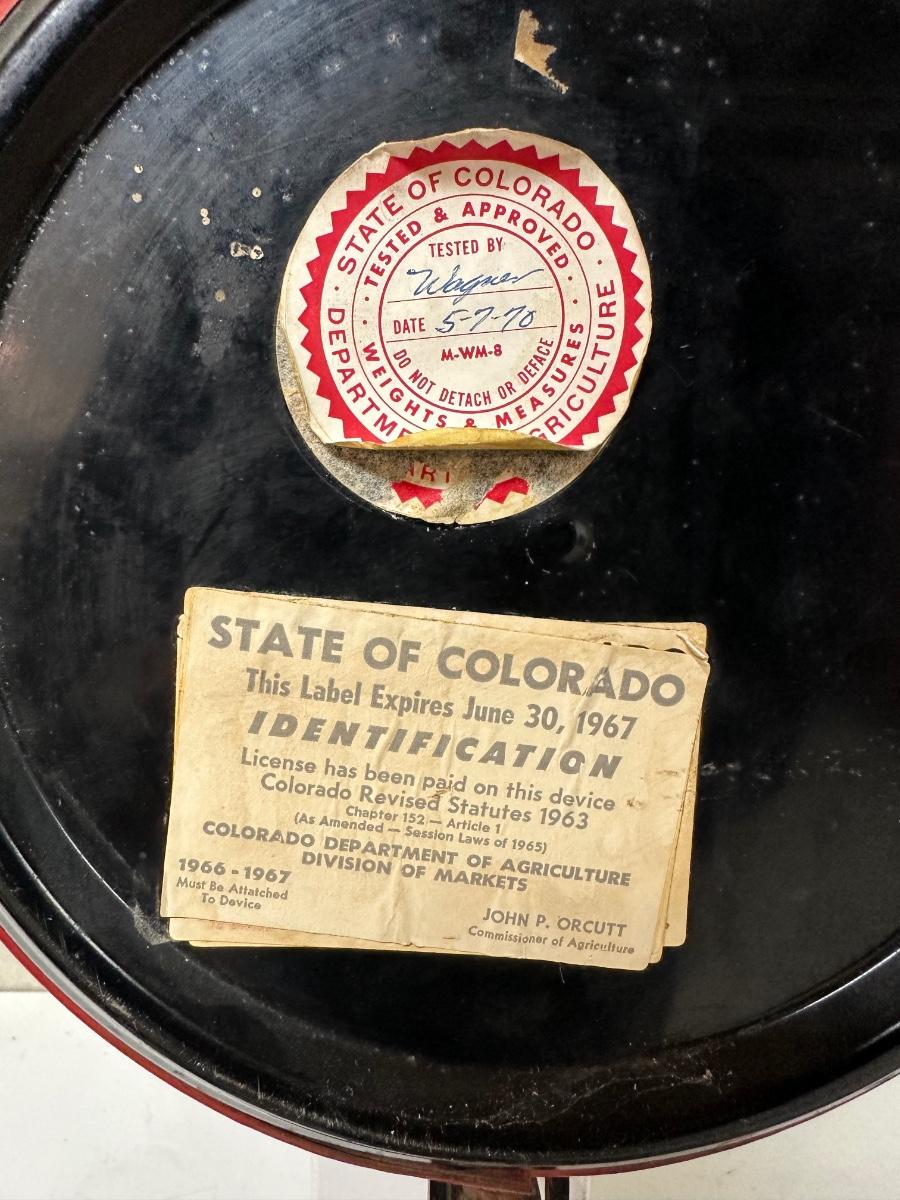 STATE OF COLORADO
DEPARTM AGRICULTURE
TESTED & APPROVED
WEIGHTS & MEASURES
TESTED BY
Wagner
DATE 5-7-70
M-WM-8
DO NOT DETACH OR DEFACE
STATE OF COLORADO
This Label Expires June 30, 1967
IDENTIFICATION
License has been paid on this device
Colorado Revised Statutes 1963
Chapter 152 — Article 1
(As Amended — Session Laws of 1965)
COLORADO DEPARTMENT OF AGRICULTURE
DIVISION OF MARKETS
1966 - 1967
Must Be Attatched
To Device
JOHN P. ORCUTT
Commissioner of Agriculture